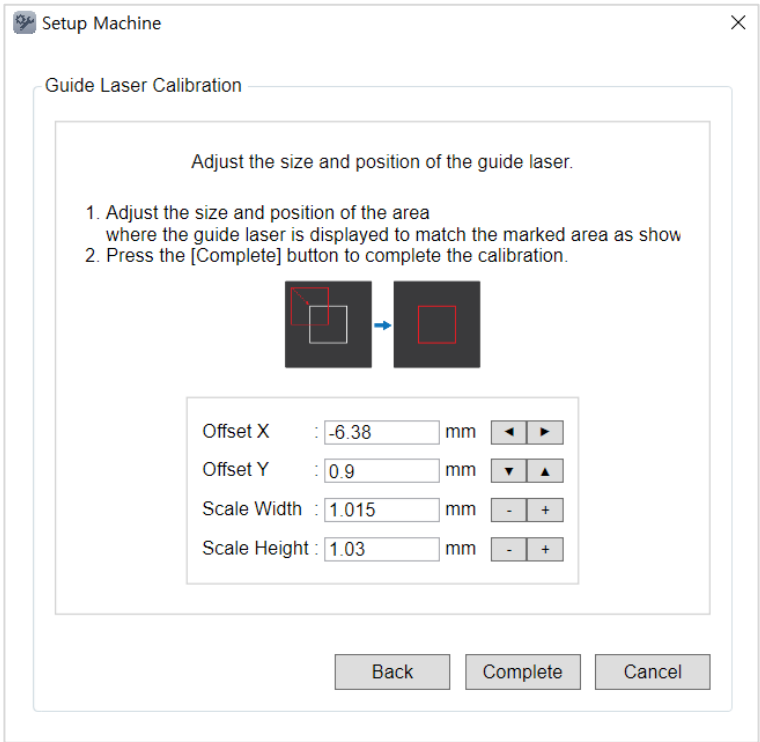 Setup Machine
Guide Laser Calibration
Adjust the size and position of the guide laser.
1. Adjust the size and position of the area
where the guide laser is displayed to match the marked area as show
2. Press the [Complete] button to complete the calibration.
Offset X : -6.38 mm ◄ ►
Offset Y : 0.9 mm ▼ ▲
Scale Width : 1.015 mm - +
Scale Height : 1.03 mm - +
Back Complete Cancel